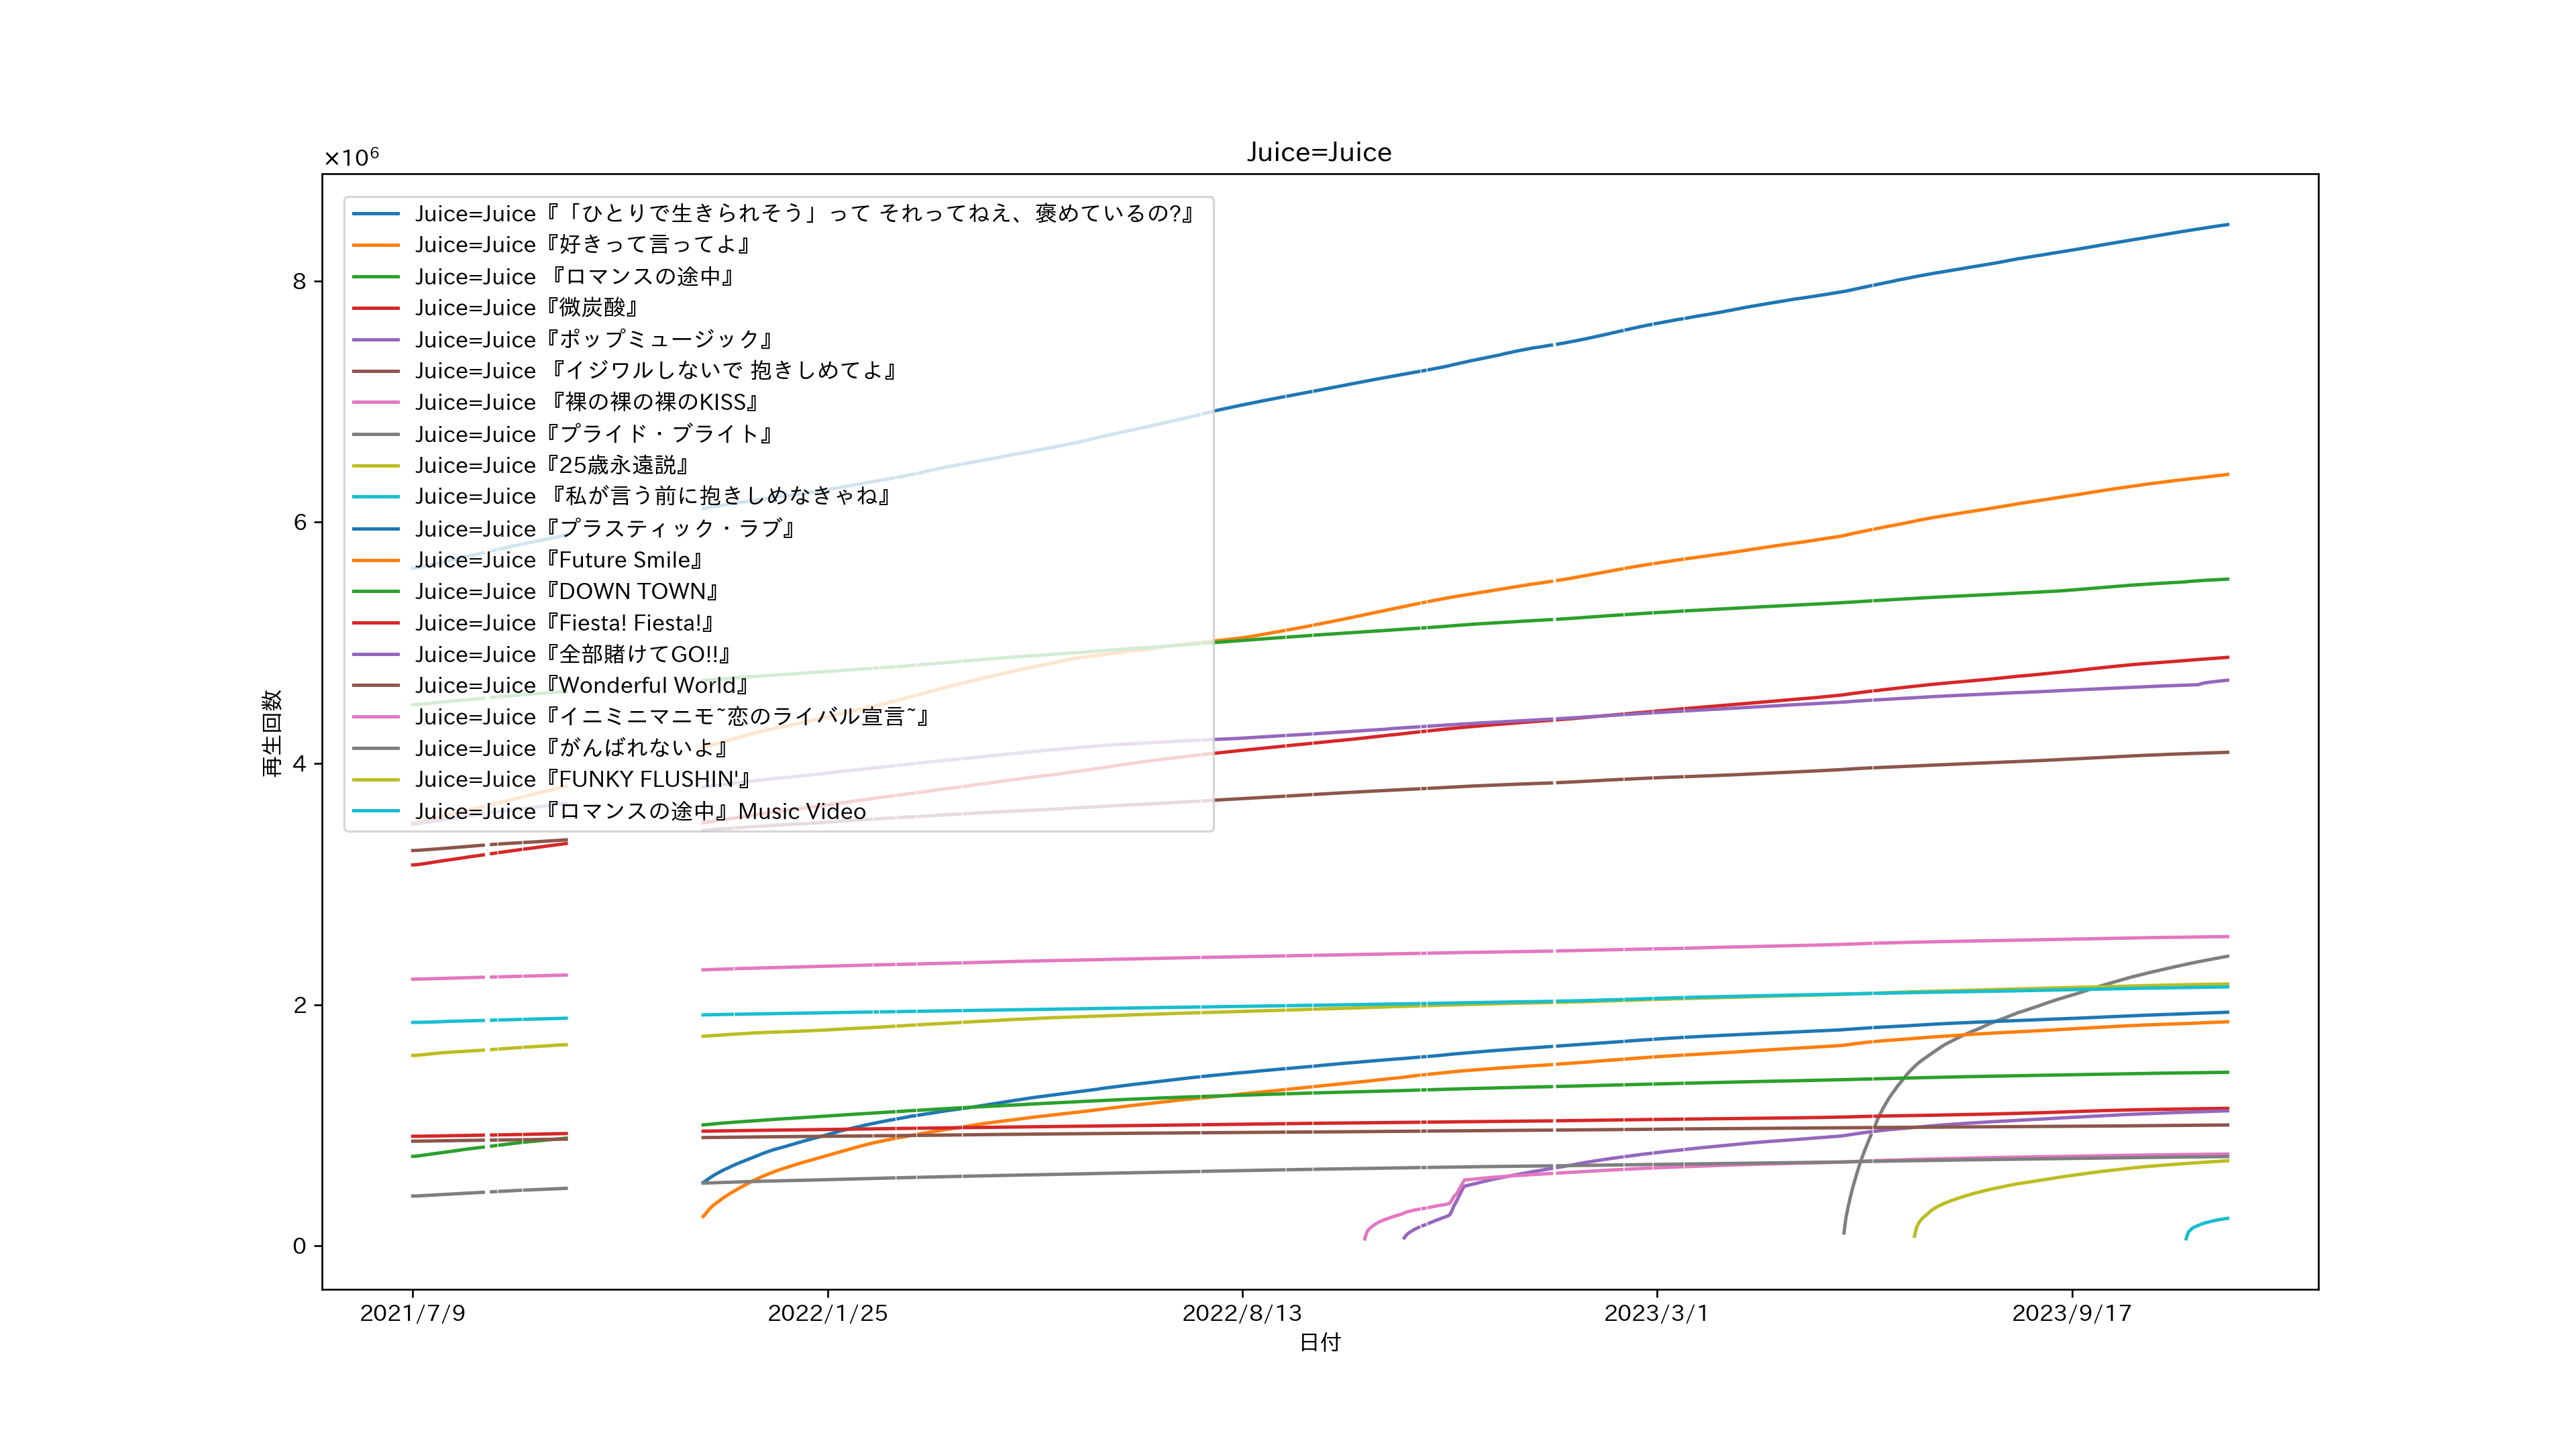 Juice=Juice
×10⁶
Juice=Juice『「ひとりで生きられそう」って それってねえ、褒めているの?』
Juice=Juice『好きって言ってよ』
Juice=Juice 『ロマンスの途中』
Juice=Juice『微炭酸』
Juice=Juice『ポップミュージック』
Juice=Juice 『イジワルしないで 抱きしめてよ』
Juice=Juice 『裸の裸の裸のKISS』
Juice=Juice『プライド・ブライト』
Juice=Juice『25歳永遠説』
Juice=Juice 『私が言う前に抱きしめなきゃね』
Juice=Juice『プラスティック・ラブ』
Juice=Juice『Future Smile』
Juice=Juice『DOWN TOWN』
Juice=Juice『Fiesta! Fiesta!』
Juice=Juice『全部賭けてGO!!』
Juice=Juice『Wonderful World』
Juice=Juice『イニミニマニモ~恋のライバル宣言~』
Juice=Juice『がんばれないよ』
Juice=Juice『FUNKY FLUSHIN'』
Juice=Juice『ロマンスの途中』Music Video
8
6
4
2
0
再生回数
2021/7/9
2022/1/25
2022/8/13
2023/3/1
2023/9/17
日付